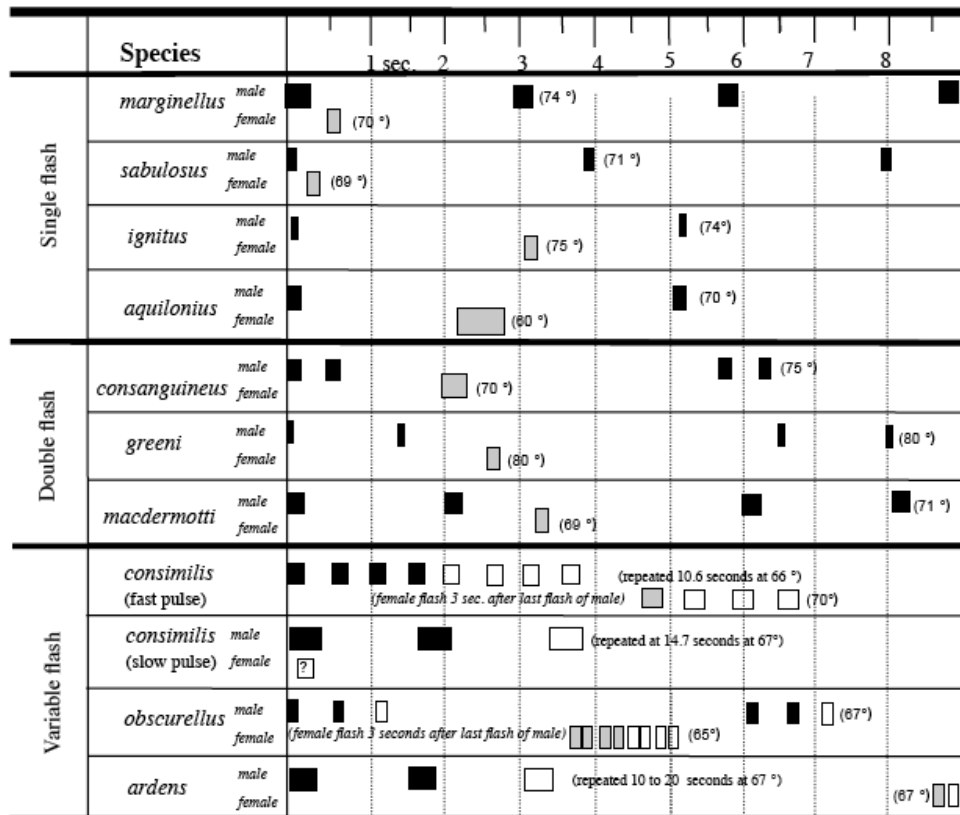 Species
1 sec. 2 3 4 5 6 7 8
Single flash
marginellus male (74 °)
female (70 °)
sabulosus male (71 °)
female (69 °)
ignitus male (74°)
female (75 °)
aquilonius male (70 °)
female (60 °)
Double flash
consanguineus male (75 °)
female (70 °)
greeni male (80 °)
female (80 °)
macdermotti male (71 °)
female (69 °)
Variable flash
consimilis (repeated 10.6 seconds at 66 °)
(fast pulse) (female flash 3 sec. after last flash of male) (70°)
consimilis male (repeated at 14.7 seconds at 67°)
(slow pulse) female ?
obscurellus male (67°)
female (female flash 3 seconds after last flash of male) (65°)
ardens male (repeated 10 to 20 seconds at 67 °)
female (67 °)